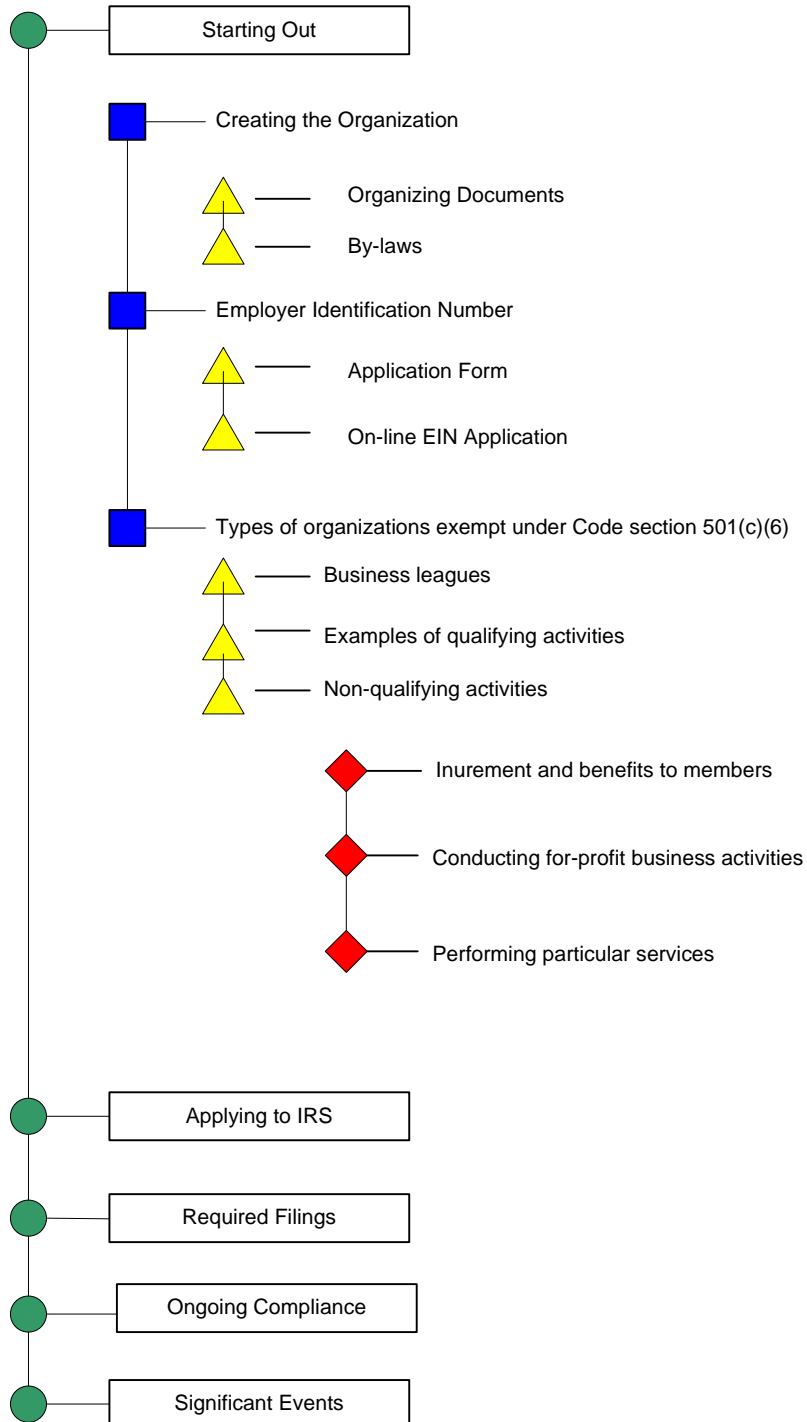 Starting Out
Creating the Organization
Organizing Documents
By-laws
Employer Identification Number
Application Form
On-line EIN Application
Types of organizations exempt under Code section 501(c)(6)
Business leagues
Examples of qualifying activities
Non-qualifying activities
Inurement and benefits to members
Conducting for-profit business activities
Performing particular services
Applying to IRS
Required Filings
Ongoing Compliance
Significant Events